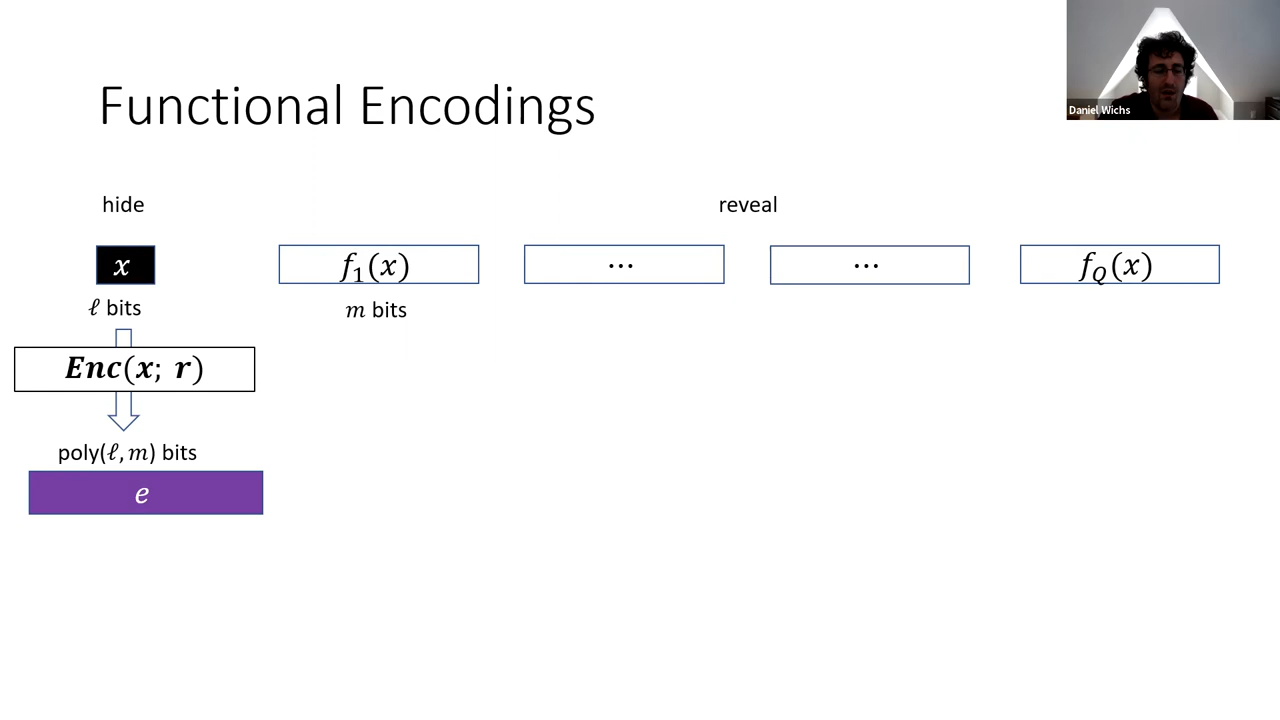 Daniel Wichs
Functional Encodings
hide
reveal
x
f₁(x)
...
...
f_Q(x)
ℓ bits
m bits
Enc(x; r)
poly(ℓ, m) bits
e